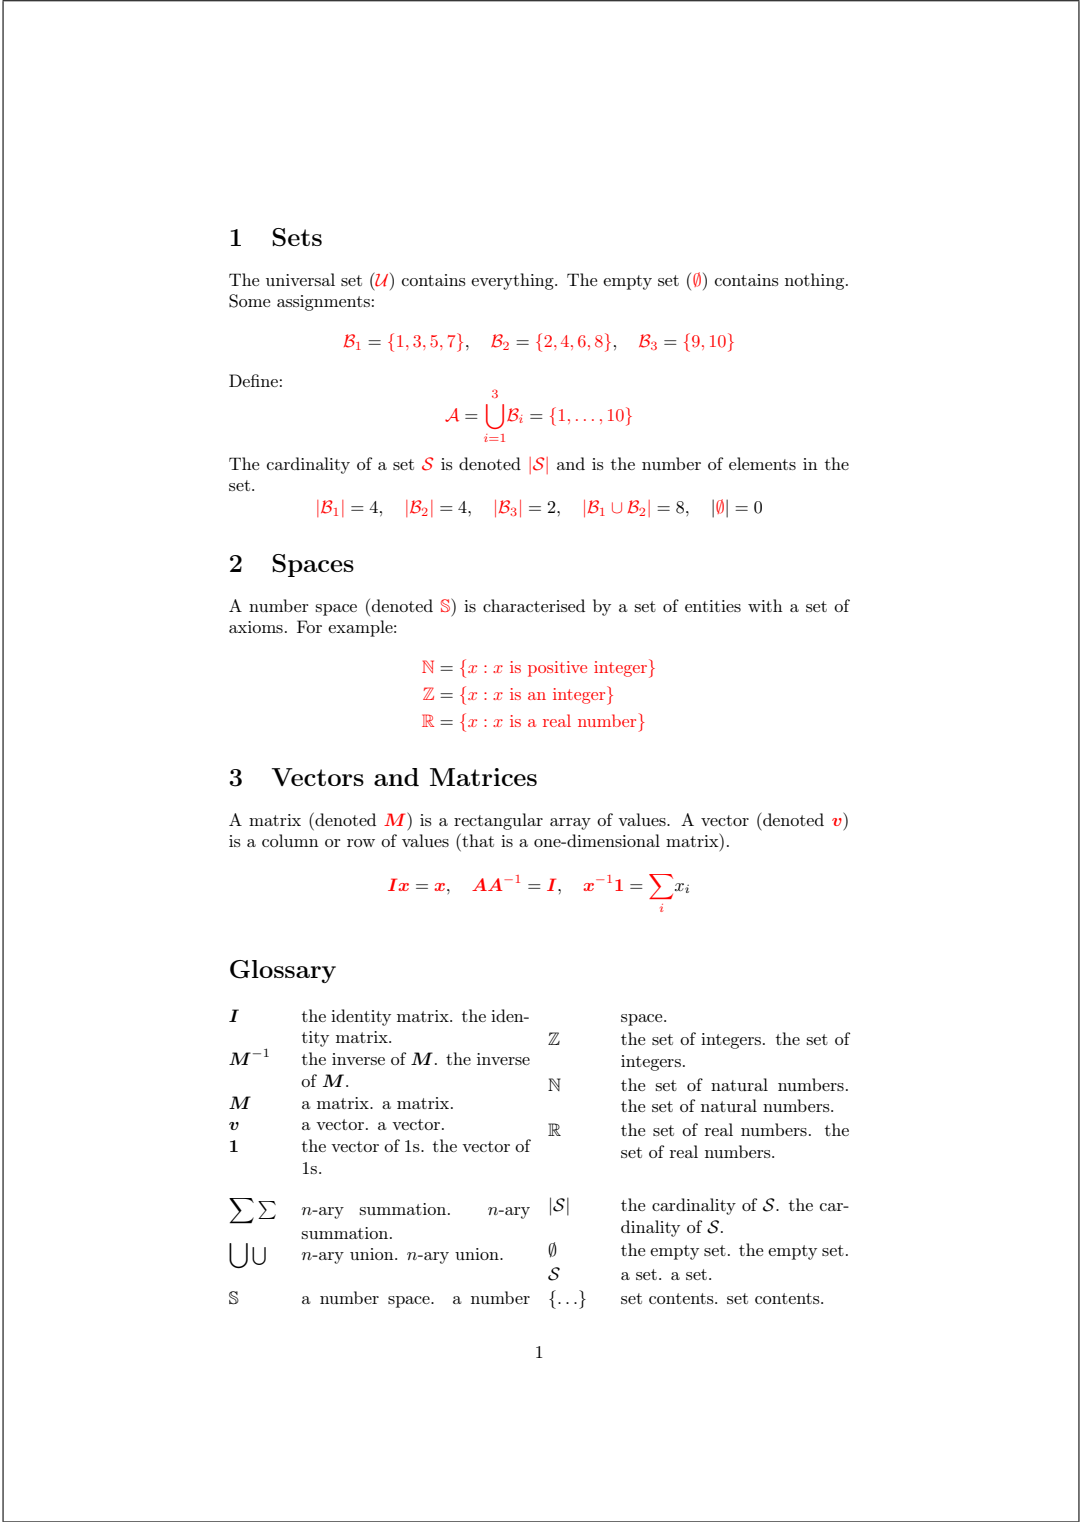 1 Sets
The universal set (𝒰) contains everything. The empty set (∅) contains nothing.
Some assignments:
ℬ₁ = {1, 3, 5, 7}, ℬ₂ = {2, 4, 6, 8}, ℬ₃ = {9, 10}
Define:
𝒜 = ⋃_{i=1}^{3} ℬᵢ = {1, . . . , 10}
The cardinality of a set 𝒮 is denoted |𝒮| and is the number of elements in the
set.
|ℬ₁| = 4, |ℬ₂| = 4, |ℬ₃| = 2, |ℬ₁ ∪ ℬ₂| = 8, |∅| = 0
2 Spaces
A number space (denoted 𝕊) is characterised by a set of entities with a set of
axioms. For example:
ℕ = {x : x is positive integer}
ℤ = {x : x is an integer}
ℝ = {x : x is a real number}
3 Vectors and Matrices
A matrix (denoted 𝑴) is a rectangular array of values. A vector (denoted 𝒗)
is a column or row of values (that is a one-dimensional matrix).
𝑰𝒙 = 𝒙, 𝑨𝑨⁻¹ = 𝑰, 𝒙⁻¹𝟏 = ∑_i xᵢ
Glossary
𝑰 the identity matrix. the iden-
tity matrix.
𝑴⁻¹ the inverse of 𝑴. the inverse
of 𝑴.
𝑴 a matrix. a matrix.
𝒗 a vector. a vector.
𝟏 the vector of 1s. the vector of
1s.
∑ ∑ n-ary summation. n-ary
summation.
⋃ ⋃ n-ary union. n-ary union.
𝕊 a number space. a number
space.
ℤ the set of integers. the set of
integers.
ℕ the set of natural numbers.
the set of natural numbers.
ℝ the set of real numbers. the
set of real numbers.
|𝒮| the cardinality of 𝒮. the car-
dinality of 𝒮.
∅ the empty set. the empty set.
𝒮 a set. a set.
{. . .} set contents. set contents.
1